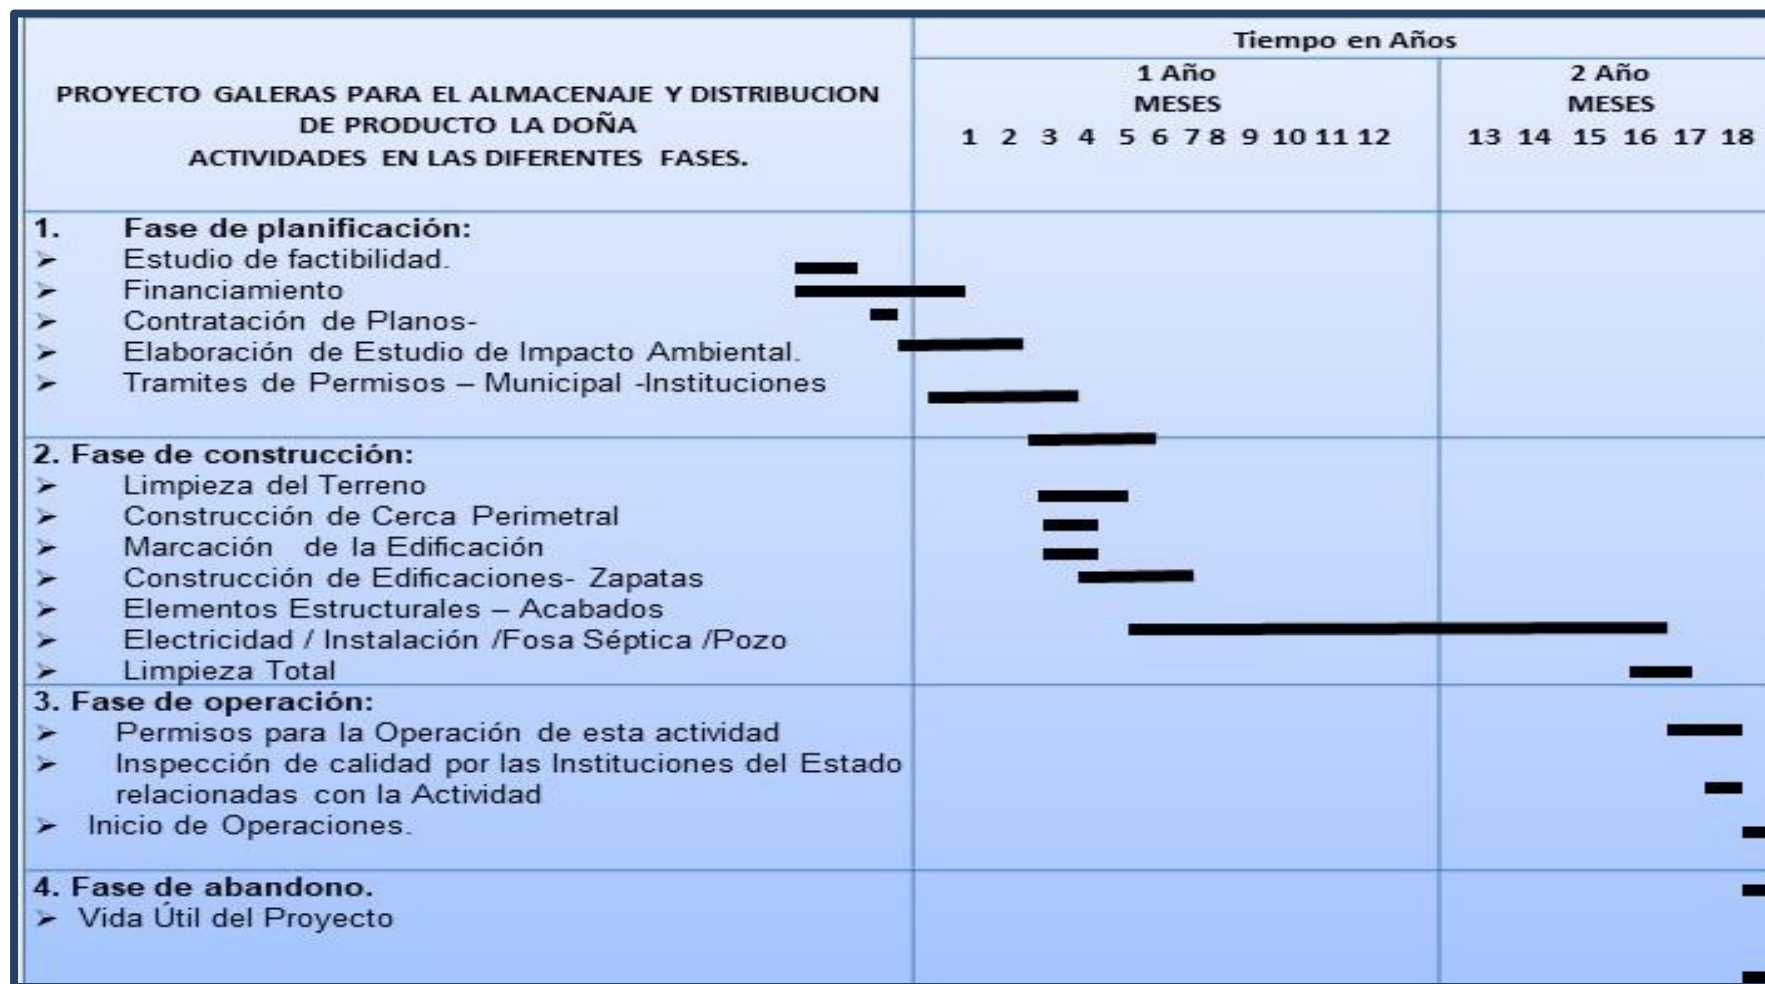 PROYECTO GALERAS PARA EL ALMACENAJE Y DISTRIBUCION
DE PRODUCTO LA DOÑA
ACTIVIDADES EN LAS DIFERENTES FASES.
Tiempo en Años
1 Año
MESES
1 2 3 4 5 6 7 8 9 10 11 12
2 Año
MESES
13 14 15 16 17 18
1. Fase de planificación:
➢ Estudio de factibilidad.
➢ Financiamiento
➢ Contratación de Planos-
➢ Elaboración de Estudio de Impacto Ambiental.
➢ Tramites de Permisos – Municipal -Instituciones
2. Fase de construcción:
➢ Limpieza del Terreno
➢ Construcción de Cerca Perimetral
➢ Marcación de la Edificación
➢ Construcción de Edificaciones- Zapatas
➢ Elementos Estructurales – Acabados
➢ Electricidad / Instalación /Fosa Séptica /Pozo
➢ Limpieza Total
3. Fase de operación:
➢ Permisos para la Operación de esta actividad
➢ Inspección de calidad por las Instituciones del Estado
relacionadas con la Actividad
➢ Inicio de Operaciones.
4. Fase de abandono.
➢ Vida Útil del Proyecto